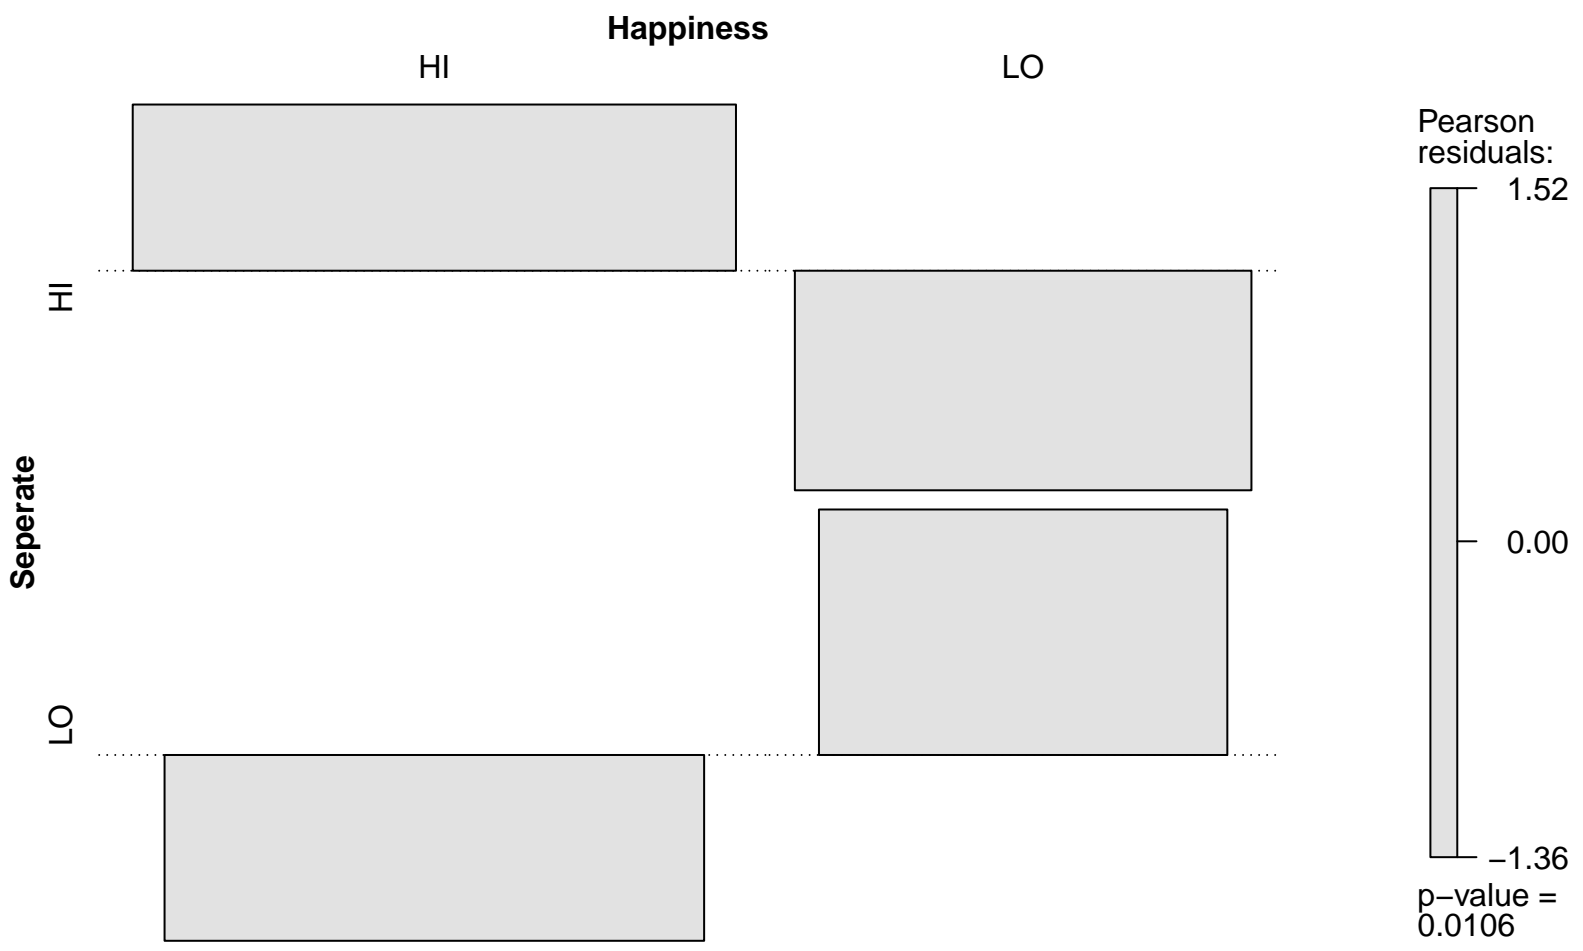 Happiness
HI LO
Seperate
HI
LO
Pearson
residuals:
1.52
0.00
−1.36
p−value =
0.0106